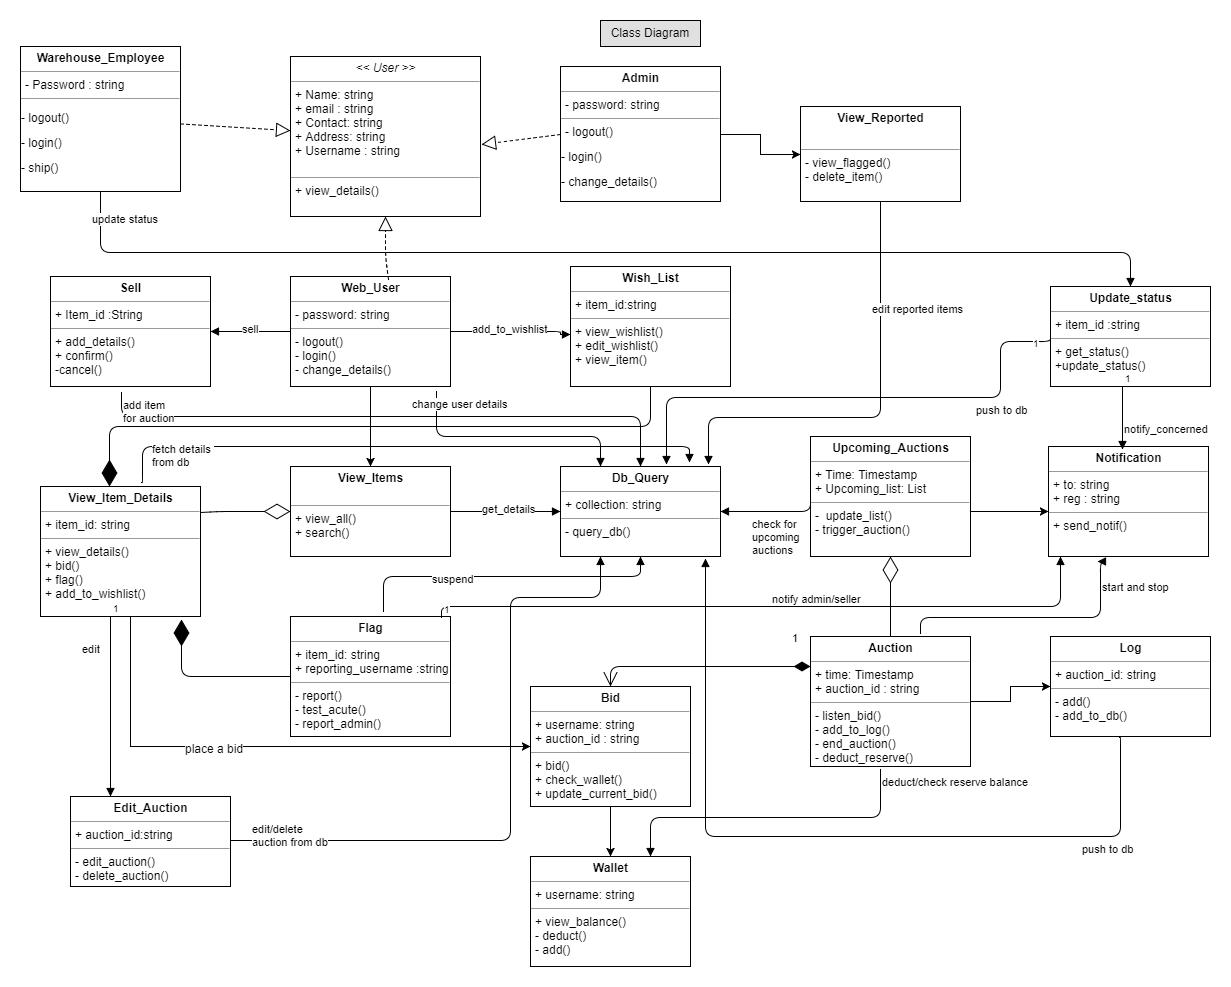 Class Diagram
Warehouse_Employee
- Password : string
- logout()
- login()
- ship()
<< User >>
+ Name: string
+ email : string
+ Contact: string
+ Address: string
+ Username : string
+ view_details()
Admin
- password: string
- logout()
- login()
- change_details()
View_Reported
- view_flagged()
- delete_item()
update status
Sell
+ Item_id :String
+ add_details()
+ confirm()
-cancel()
sell
Web_User
- password: string
- logout()
- login()
- change_details()
add_to_wishlist
Wish_List
+ item_id:string
+ view_wishlist()
+ edit_wishlist()
+ view_item()
edit reported items
Update_status
+ item_id :string
+ get_status()
+update_status()
1
1
add item
for auction
change user details
push to db
notify_concerned
fetch details
from db
View_Item_Details
+ item_id: string
+ view_details()
+ bid()
+ flag()
+ add_to_wishlist()
1
View_Items
+ view_all()
+ search()
get_details
Db_Query
+ collection: string
- query_db()
check for
upcoming
auctions
Upcoming_Auctions
+ Time: Timestamp
+ Upcoming_list: List
-  update_list()
- trigger_auction()
Notification
+ to: string
+ reg : string
+ send_notif()
suspend
notify admin/seller
start and stop
1
edit
Flag
+ item_id: string
+ reporting_username :string
- report()
- test_acute()
- report_admin()
1
Auction
+ time: Timestamp
+ auction_id : string
- listen_bid()
- add_to_log()
- end_auction()
- deduct_reserve()
Log
+ auction_id: string
- add()
- add_to_db()
place a bid
Bid
+ username: string
+ auction_id : string
+ bid()
+ check_wallet()
+ update_current_bid()
deduct/check reserve balance
Edit_Auction
+ auction_id:string
- edit_auction()
- delete_auction()
edit/delete
auction from db
push to db
Wallet
+ username: string
+ view_balance()
- deduct()
- add()